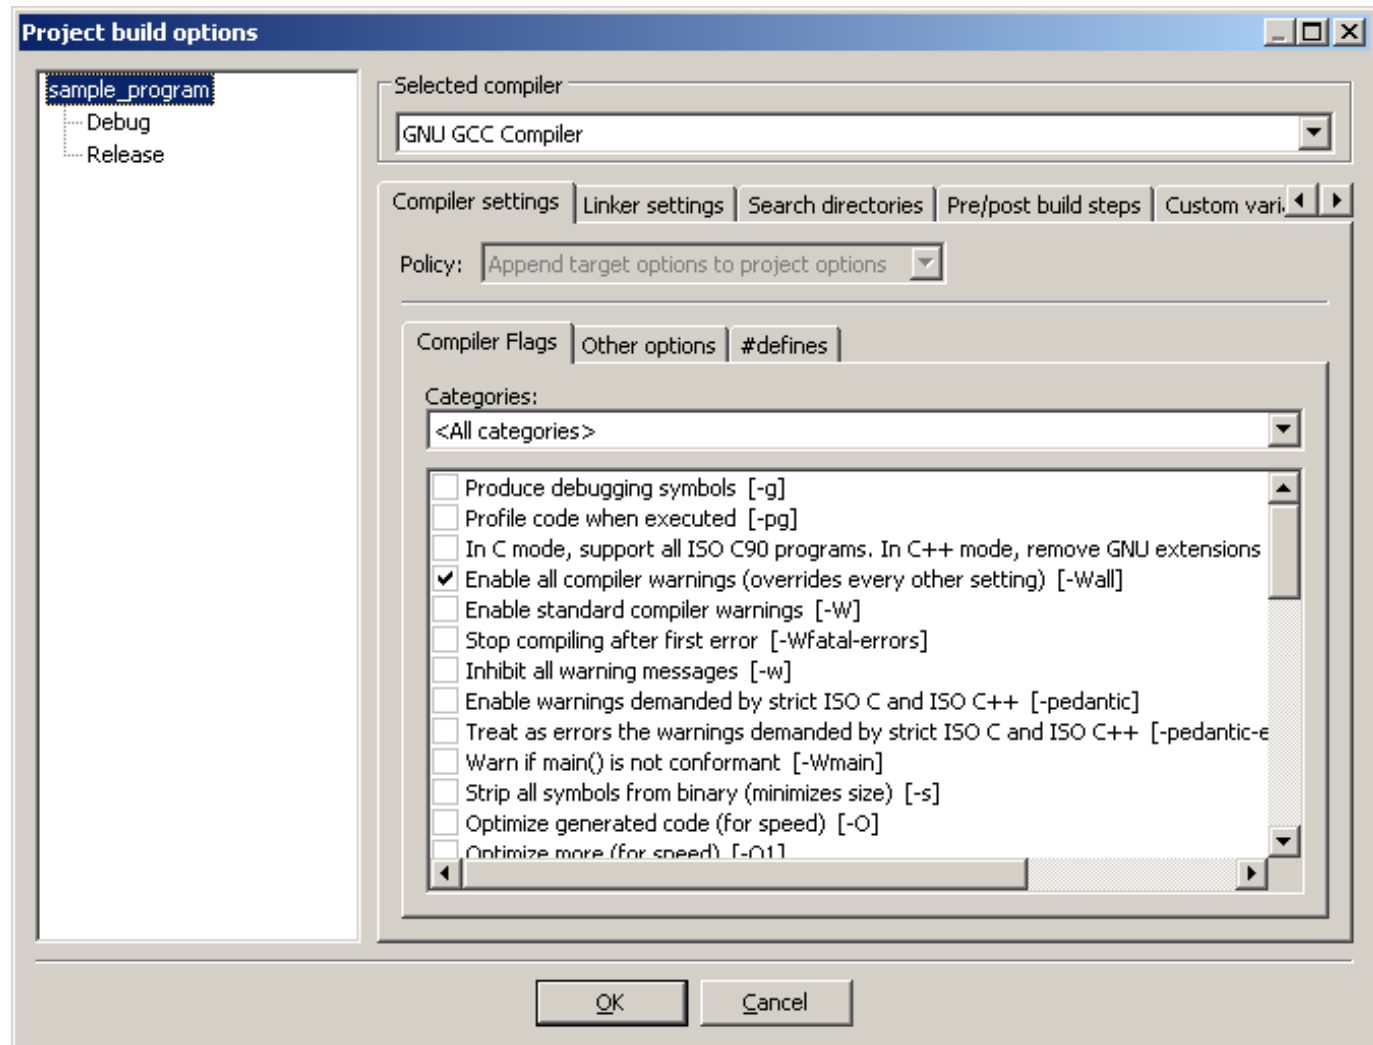 Project build options
sample_program
Debug
Release
Selected compiler
GNU GCC Compiler
Compiler settings Linker settings Search directories Pre/post build steps Custom vari
Policy: Append target options to project options
Compiler Flags Other options #defines
Categories:
<All categories>
Produce debugging symbols [-g]
Profile code when executed [-pg]
In C mode, support all ISO C90 programs. In C++ mode, remove GNU extensions
Enable all compiler warnings (overrides every other setting) [-Wall]
Enable standard compiler warnings [-W]
Stop compiling after first error [-Wfatal-errors]
Inhibit all warning messages [-w]
Enable warnings demanded by strict ISO C and ISO C++ [-pedantic]
Treat as errors the warnings demanded by strict ISO C and ISO C++ [-pedantic-e
Warn if main() is not conformant [-Wmain]
Strip all symbols from binary (minimizes size) [-s]
Optimize generated code (for speed) [-O]
Optimize more (for speed) [-O1]
OK Cancel